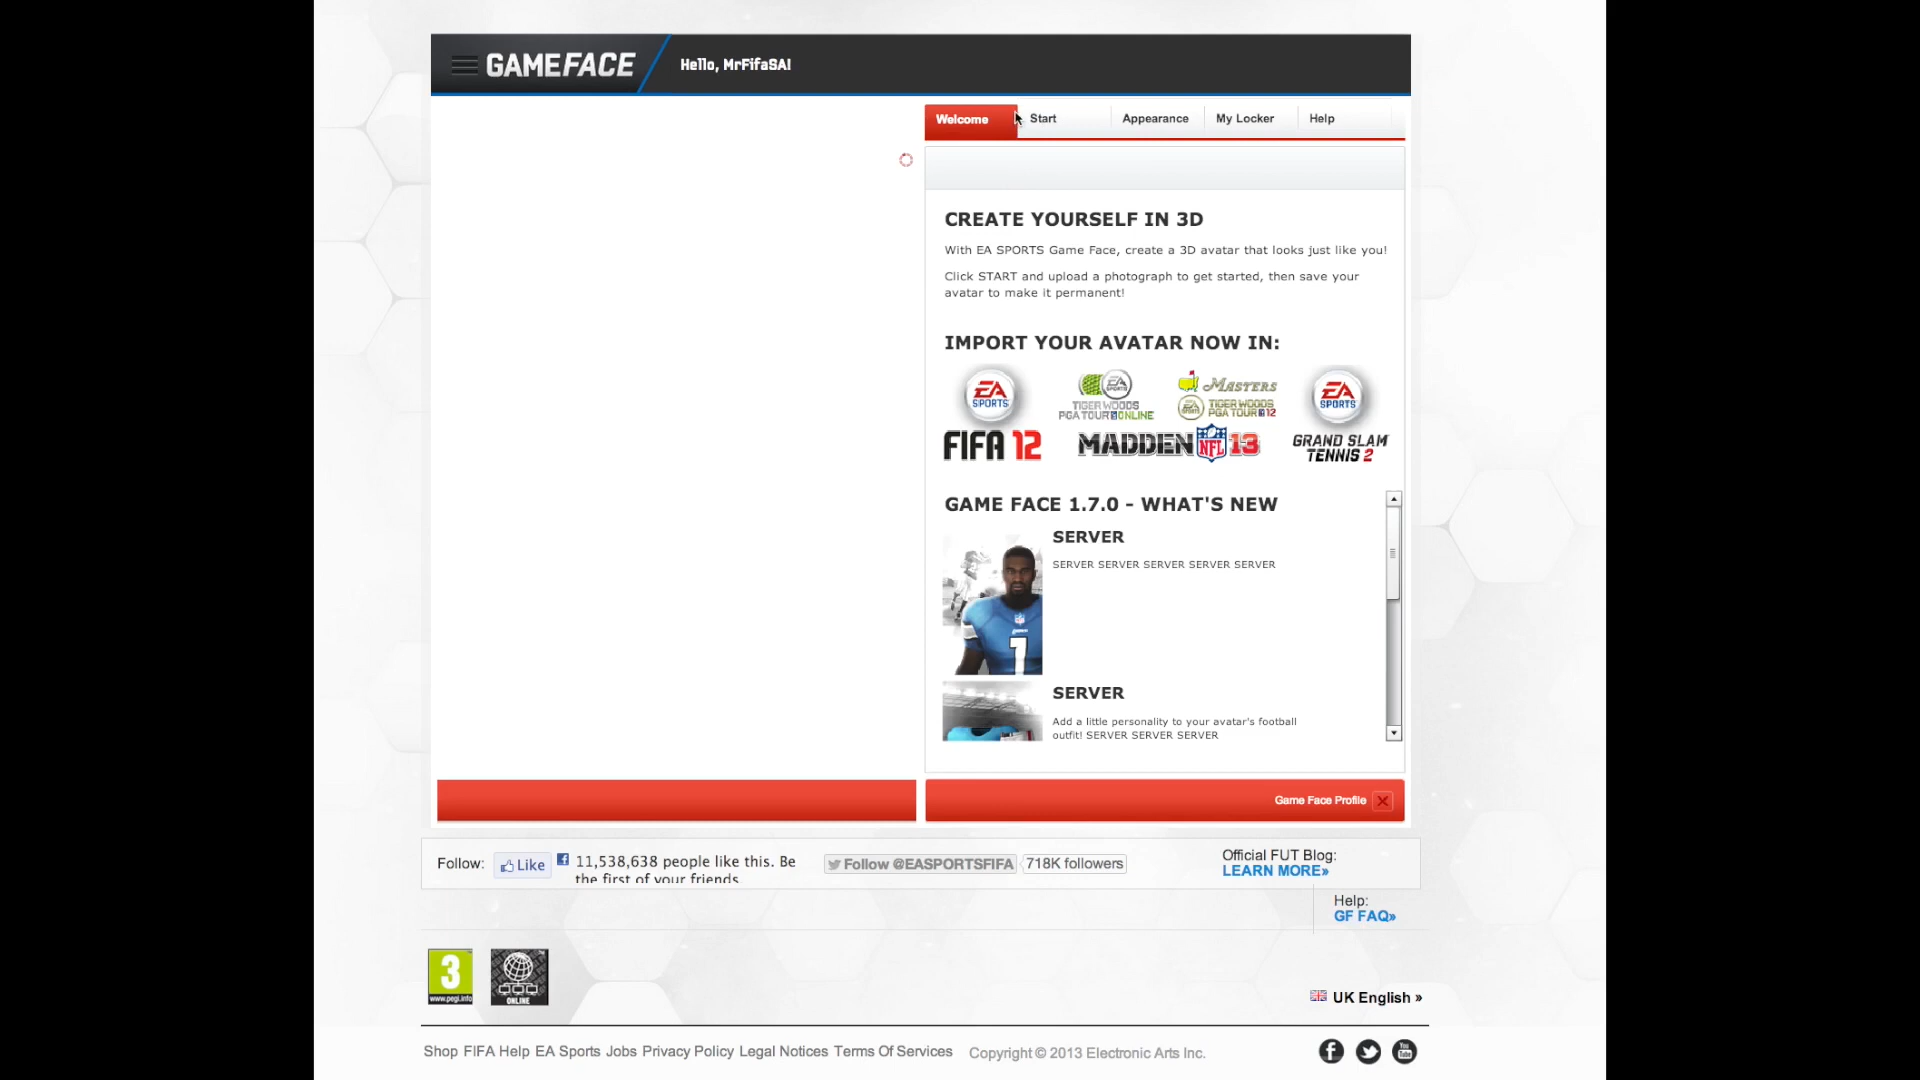 GAMEFACE
Hello, MrFifaSA!
Welcome
Start
Appearance
My Locker
Help
CREATE YOURSELF IN 3D
With EA SPORTS Game Face, create a 3D avatar that looks just like you!
Click START and upload a photograph to get started, then save your
avatar to make it permanent!
IMPORT YOUR AVATAR NOW IN:
EA SPORTS
FIFA 12
EA
TIGER WOODS
PGA TOUR ONLINE
MASTERS
EA
TIGER WOODS
PGA TOUR 12
MADDEN NFL 13
EA SPORTS
GRAND SLAM
TENNIS 2
GAME FACE 1.7.0 - WHAT'S NEW
SERVER
SERVER SERVER SERVER SERVER SERVER
1
SERVER
Add a little personality to your avatar's football
outfit! SERVER SERVER SERVER
Game Face Profile
Follow:
Like
11,538,638 people like this. Be
the first of your friends.
Follow @EASPORTSFIFA
718K followers
Official FUT Blog:
LEARN MORE»
Help:
GF FAQ»
3
www.pegi.info
ONLINE
UK English »
Shop FIFA Help EA Sports Jobs Privacy Policy Legal Notices Terms Of Services
Copyright © 2013 Electronic Arts Inc.
You
Tube